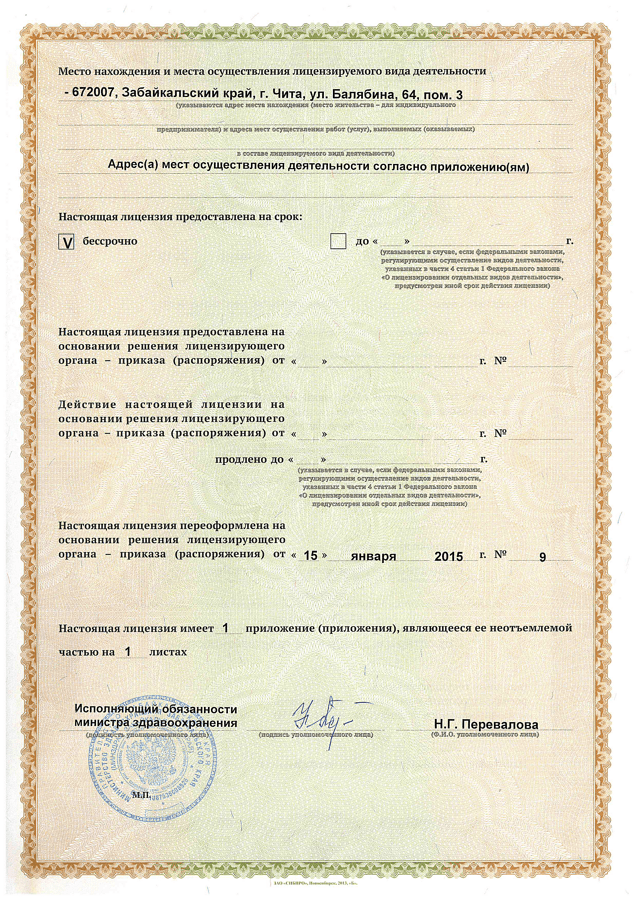 Место нахождения и места осуществления лицензируемого вида деятельности
- 672007, Забайкальский край, г. Чита, ул. Балябина, 64, пом. 3
(указываются адрес места нахождения (место жительства – для индивидуального
предпринимателя) и адреса мест осуществления работ (услуг), выполняемых (оказываемых)
в составе лицензируемого вида деятельности)
Адрес(а) мест осуществления деятельности согласно приложению(ям)
Настоящая лицензия предоставлена на срок:
V бессрочно до « » г.
(указывается в случае, если федеральными законами,
регулирующими осуществление видов деятельности,
указанных в части 4 статьи 1 Федерального закона
«О лицензировании отдельных видов деятельности»,
предусмотрен иной срок действия лицензии)
Настоящая лицензия предоставлена на
основании решения лицензирующего
органа – приказа (распоряжения) от « » г. №
Действие настоящей лицензии на
основании решения лицензирующего
органа – приказа (распоряжения) от « » г. №
продлено до « » г.
(указывается в случае, если федеральными законами,
регулирующими осуществление видов деятельности,
указанных в части 4 статьи 1 Федерального закона
«О лицензировании отдельных видов деятельности»,
предусмотрен иной срок действия лицензии)
Настоящая лицензия переоформлена на
основании решения лицензирующего
органа – приказа (распоряжения) от « 15 » января 2015 г. № 9
Настоящая лицензия имеет 1 приложение (приложения), являющееся ее неотъемлемой
частью на 1 листах
Исполняющий обязанности
министра здравоохранения Н.Г. Перевалова
(должность уполномоченного лица) (подпись уполномоченного лица) (Ф.И.О. уполномоченного лица)
М.П.
ЗАО «СИБПРО», Новосибирск, 2013, «Б».